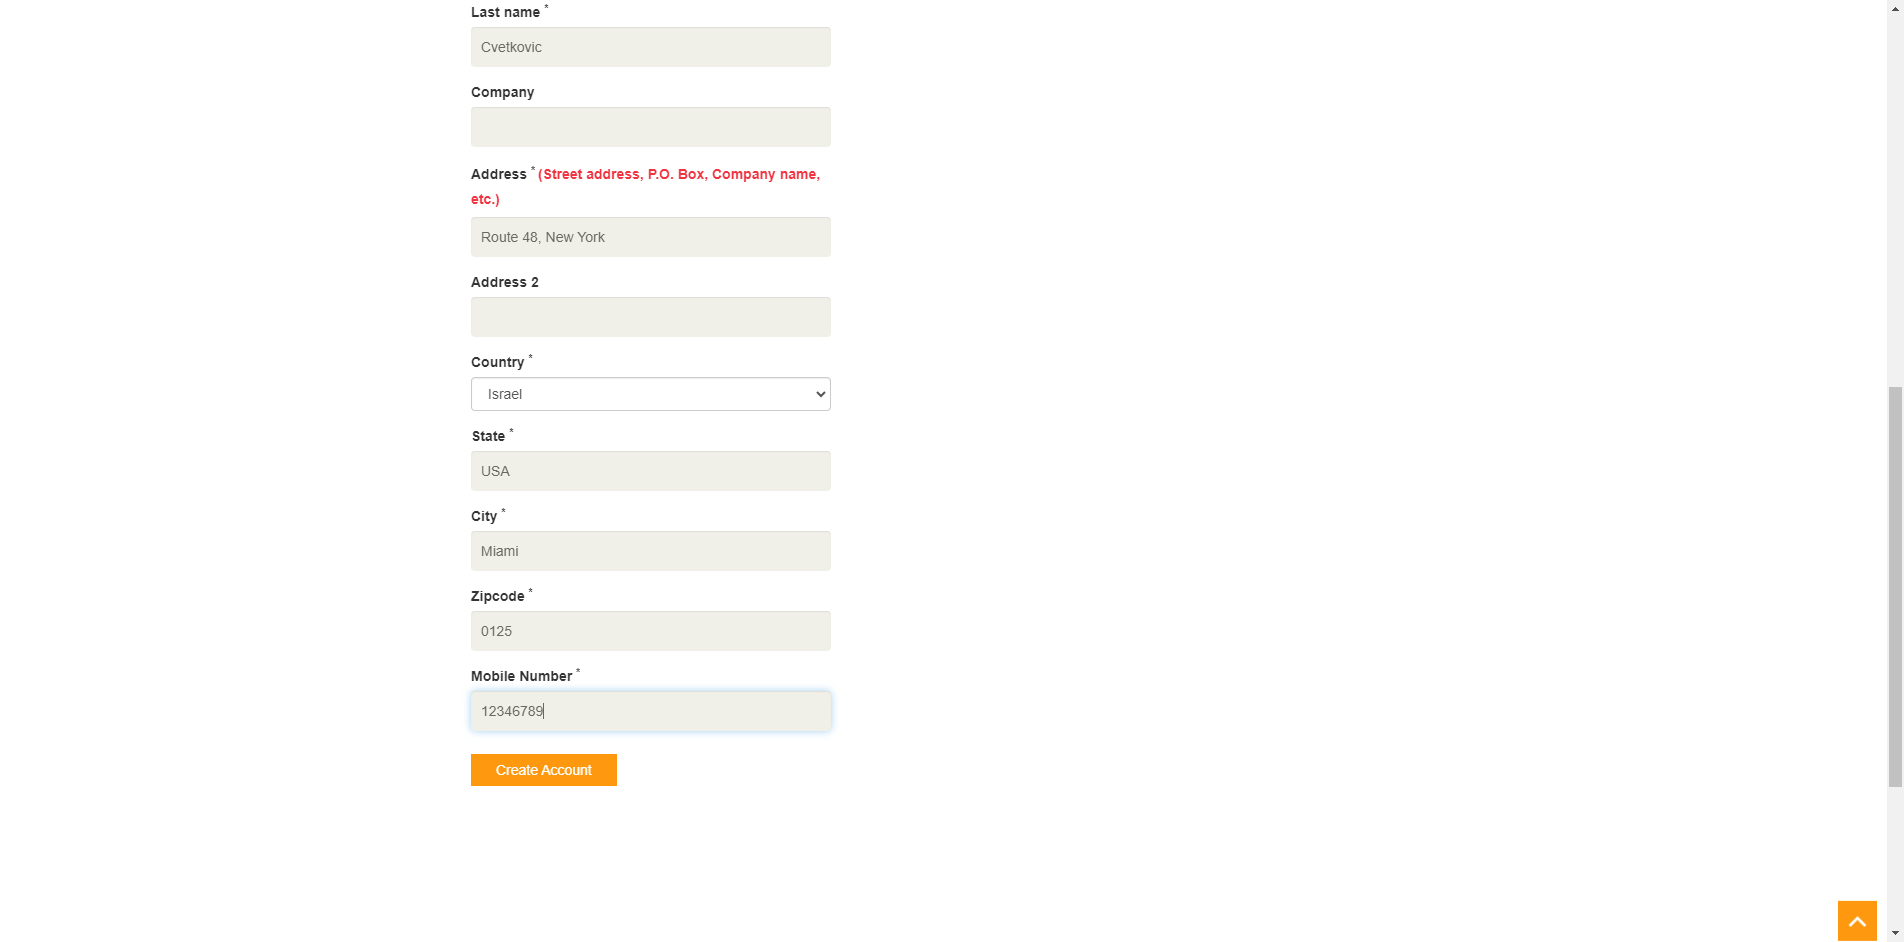 Last name *
Cvetkovic
Company
Address * (Street address, P.O. Box, Company name,
etc.)
Route 48, New York
Address 2
Country *
Israel
State *
USA
City *
Miami
Zipcode *
0125
Mobile Number *
12346789
Create Account